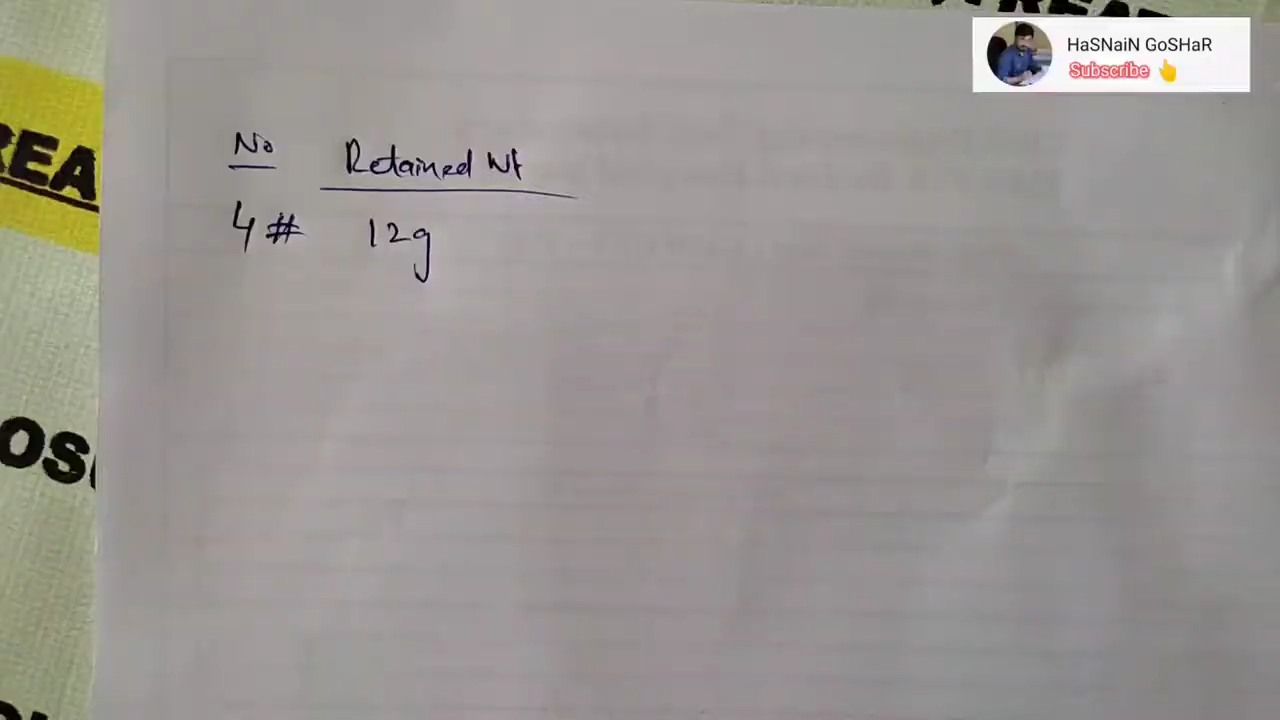 HaSNaiN GoSHaR
Subscribe 👆
REA
OS
No Retained Wt
4# 12g